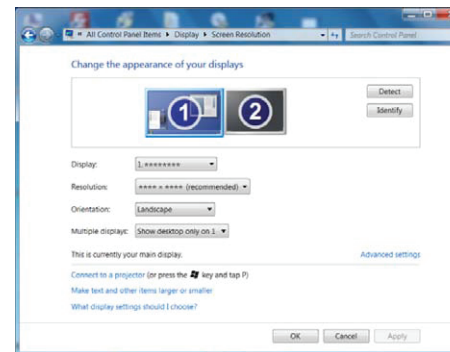 « All Control Panel Items ▸ Display ▸ Screen Resolution
Search Control Panel
Change the appearance of your displays
1 2
Detect
Identify
Display: 1.********
Resolution: **** × **** (recommended)
Orientation: Landscape
Multiple displays: Show desktop only on 1
This is currently your main display. Advanced settings
Connect to a projector (or press the key and tap P)
Make text and other items larger or smaller
What display settings should I choose?
OK Cancel Apply